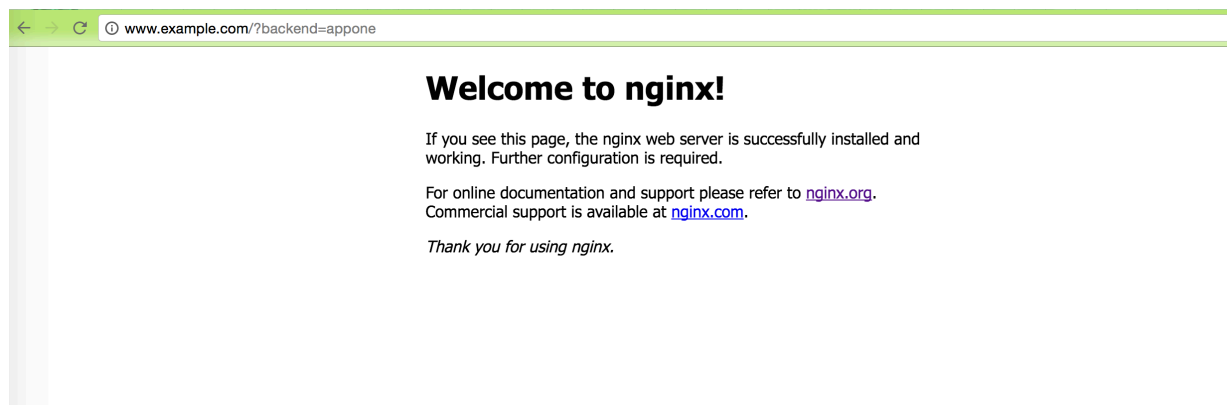 www.example.com/?backend=appone
Welcome to nginx!
If you see this page, the nginx web server is successfully installed and
working. Further configuration is required.
For online documentation and support please refer to nginx.org.
Commercial support is available at nginx.com.
Thank you for using nginx.